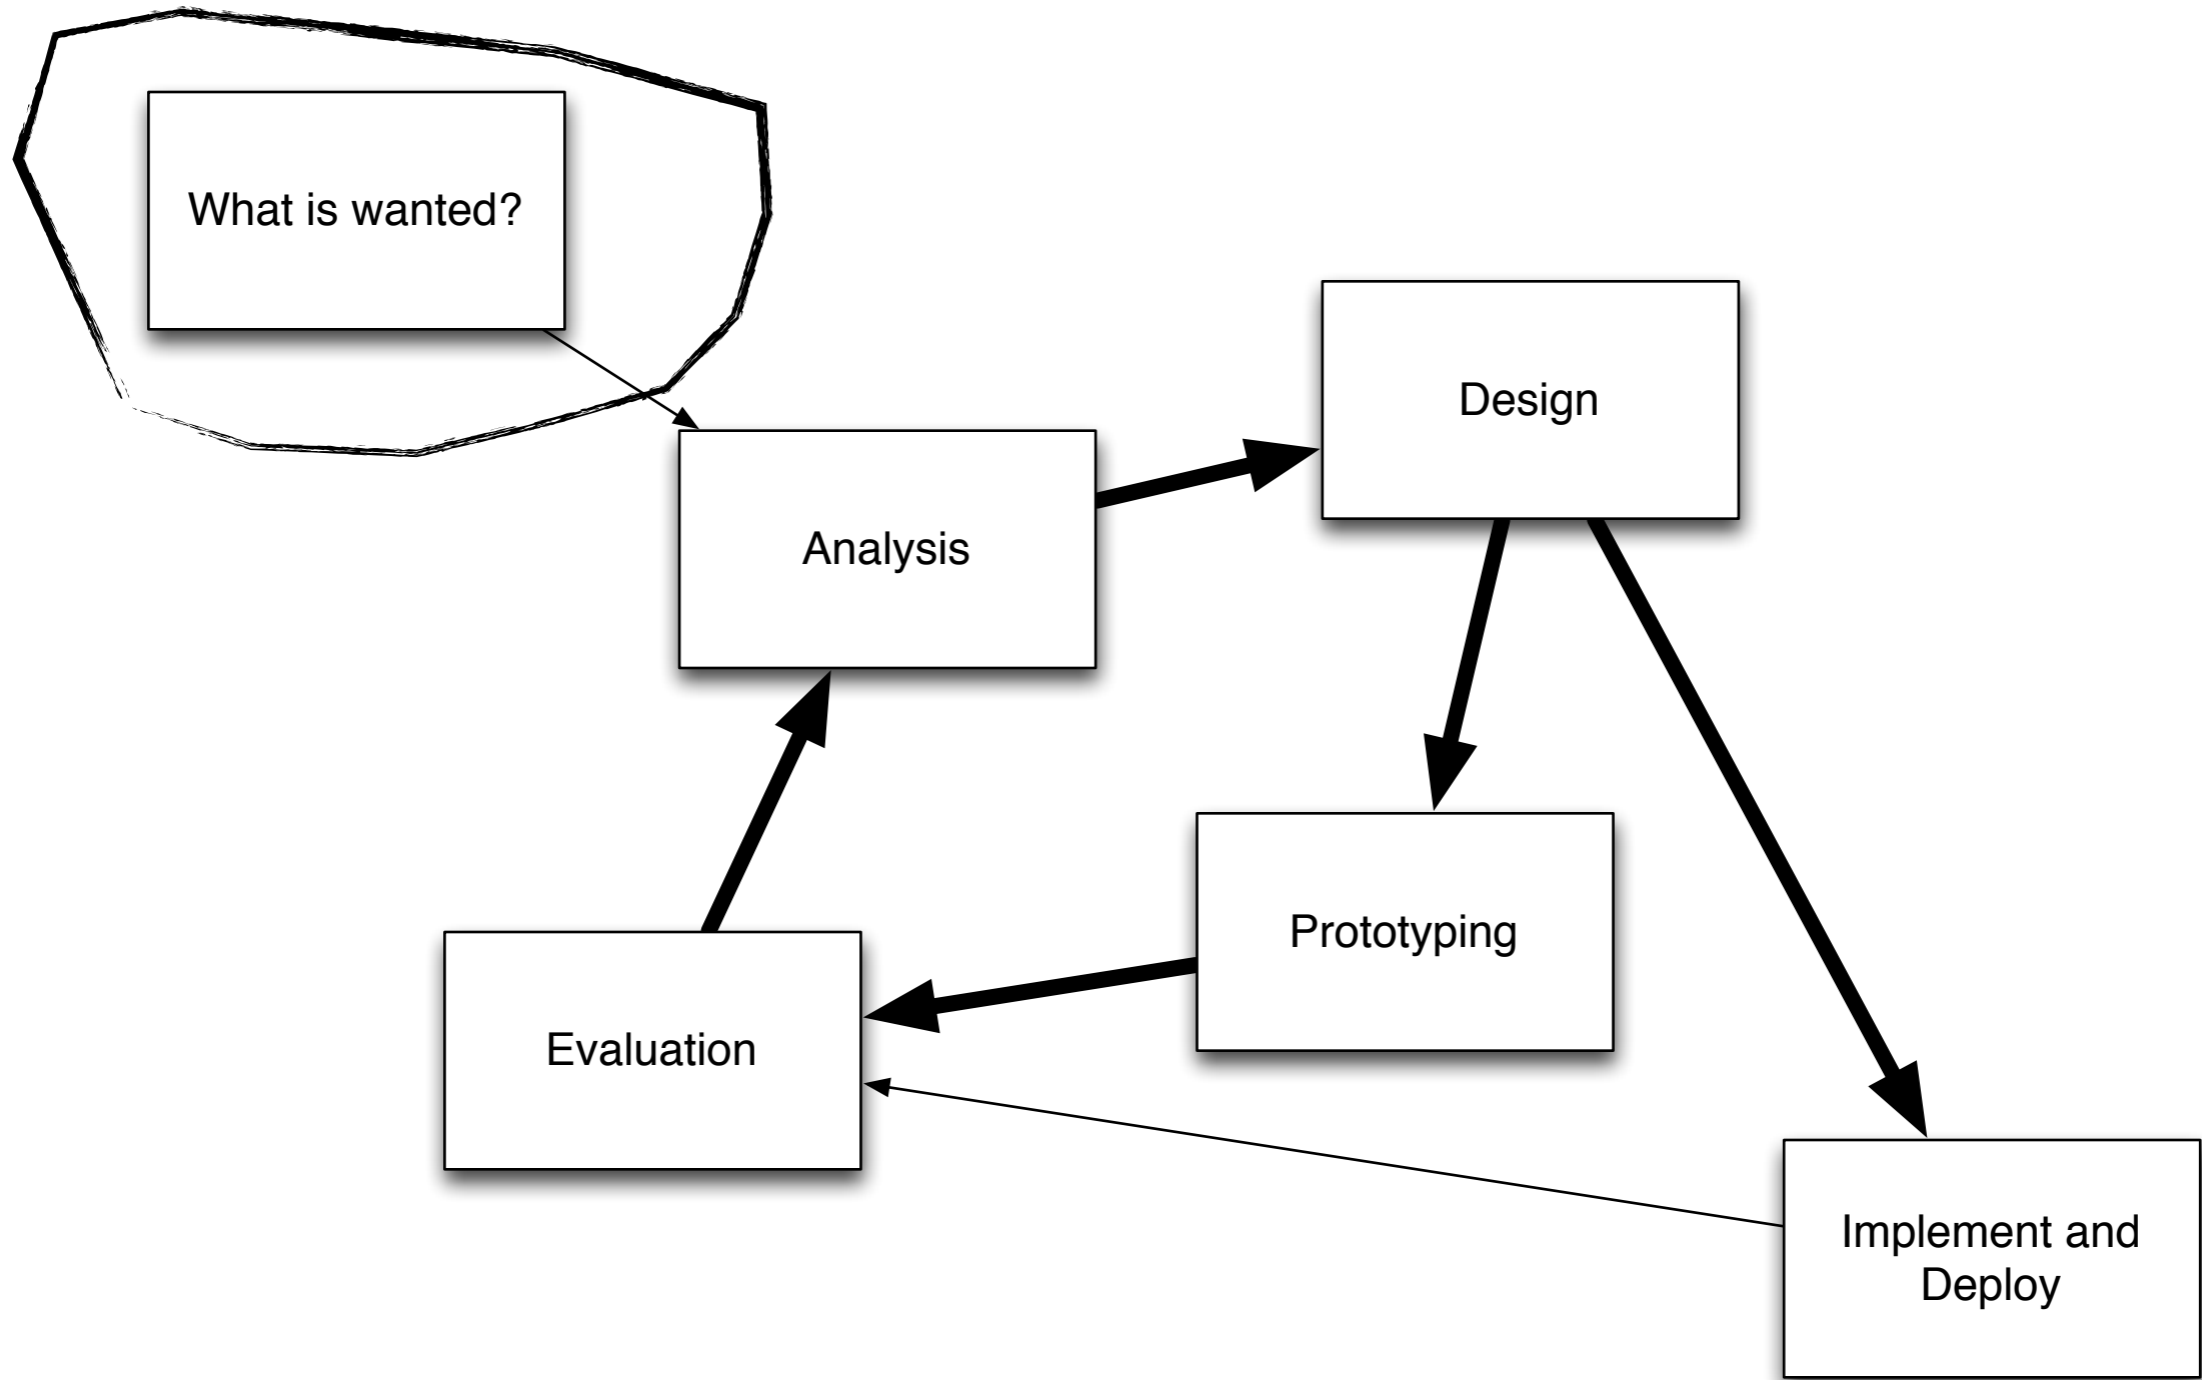 What is wanted?
Design
Analysis
Prototyping
Evaluation
Implement and
Deploy